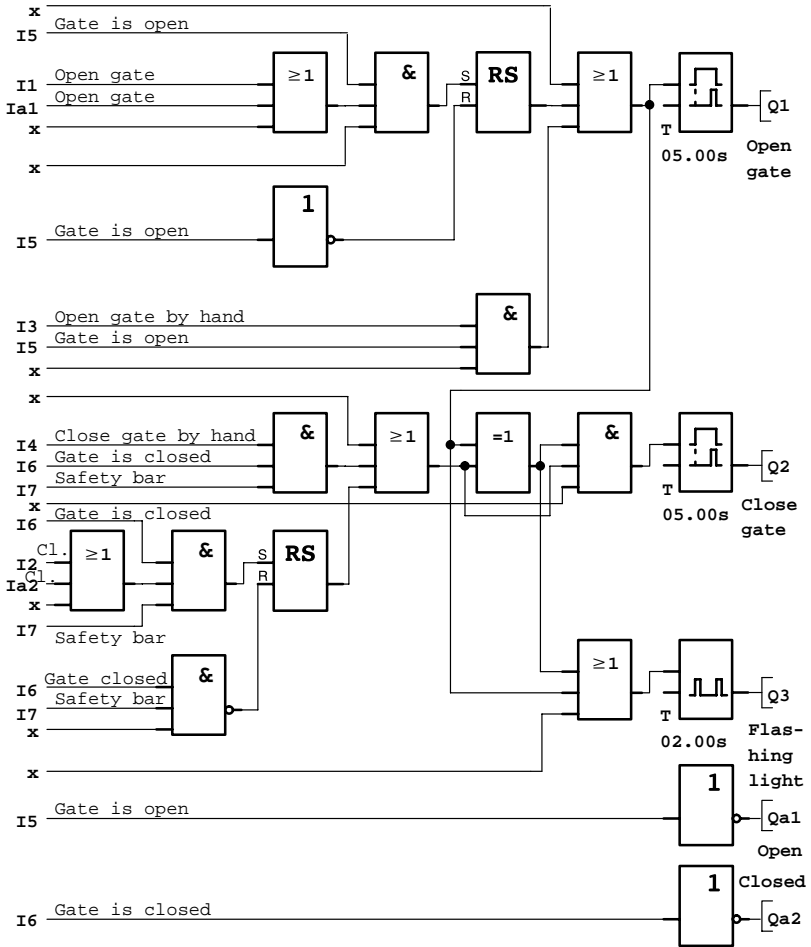 x
I5 Gate is open
I1 Open gate
Ia1 Open gate
x
x
≥1
&
S
R
RS
≥1
T
05.00s
Q1
Open
gate
I5 Gate is open
1
I3 Open gate by hand
I5 Gate is open
x
&
x
I4 Close gate by hand
I6 Gate is closed
I7 Safety bar
x
&
≥1
=1
&
T
05.00s
Q2
Close
gate
I6 Gate is closed
I2 Cl.
Ia2 Cl.
x
I7 Safety bar
≥1
&
S
R
RS
I6 Gate closed
I7 Safety bar
x
&
x
≥1
T
02.00s
Q3
Flas-
hing
light
I5 Gate is open
1
Qa1
Open
I6 Gate is closed
1
Closed
Qa2